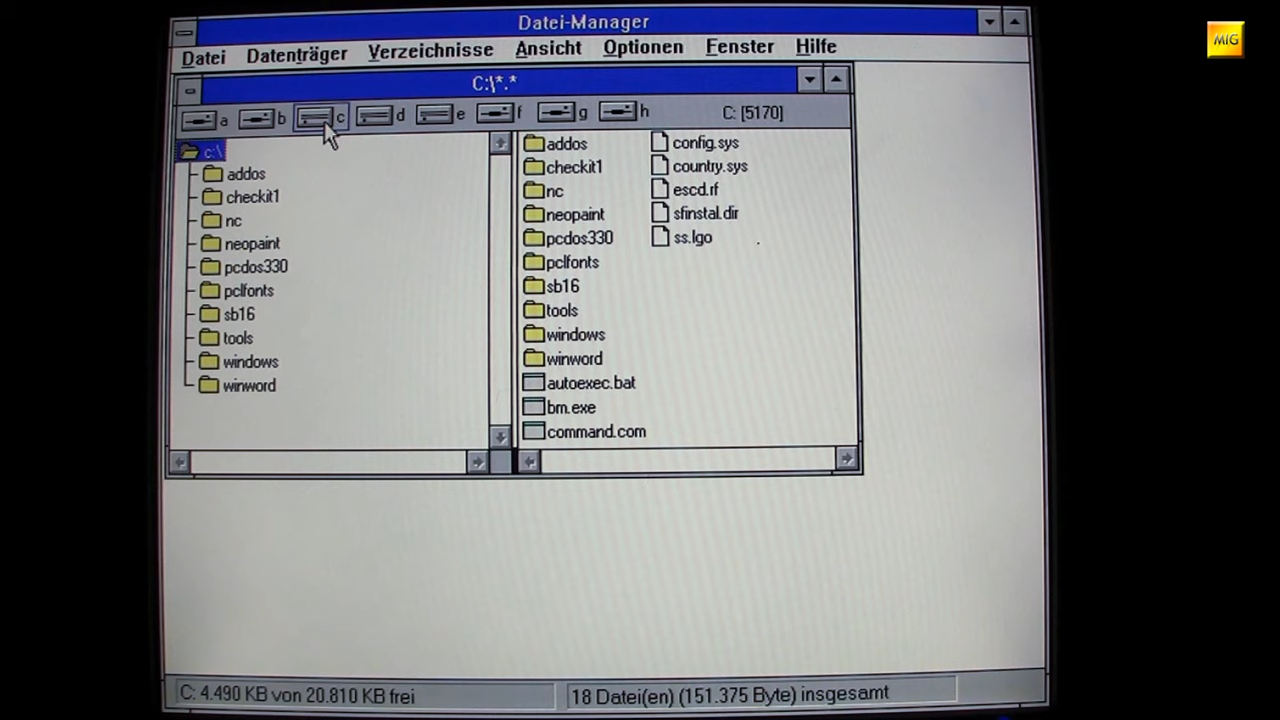 MIG
Datei-Manager
Datei Datenträger Verzeichnisse Ansicht Optionen Fenster Hilfe
C:\*.*
a b c d e f g h C: [5170]
c:\
addos
checkit1
nc
neopaint
pcdos330
pclfonts
sb16
tools
windows
winword
addos
checkit1
nc
neopaint
pcdos330
pclfonts
sb16
tools
windows
winword
autoexec.bat
bm.exe
command.com
config.sys
country.sys
escd.rf
sfinstal.dir
ss.lgo
C: 4.490 KB von 20.810 KB frei
18 Datei(en) (151.375 Byte) insgesamt